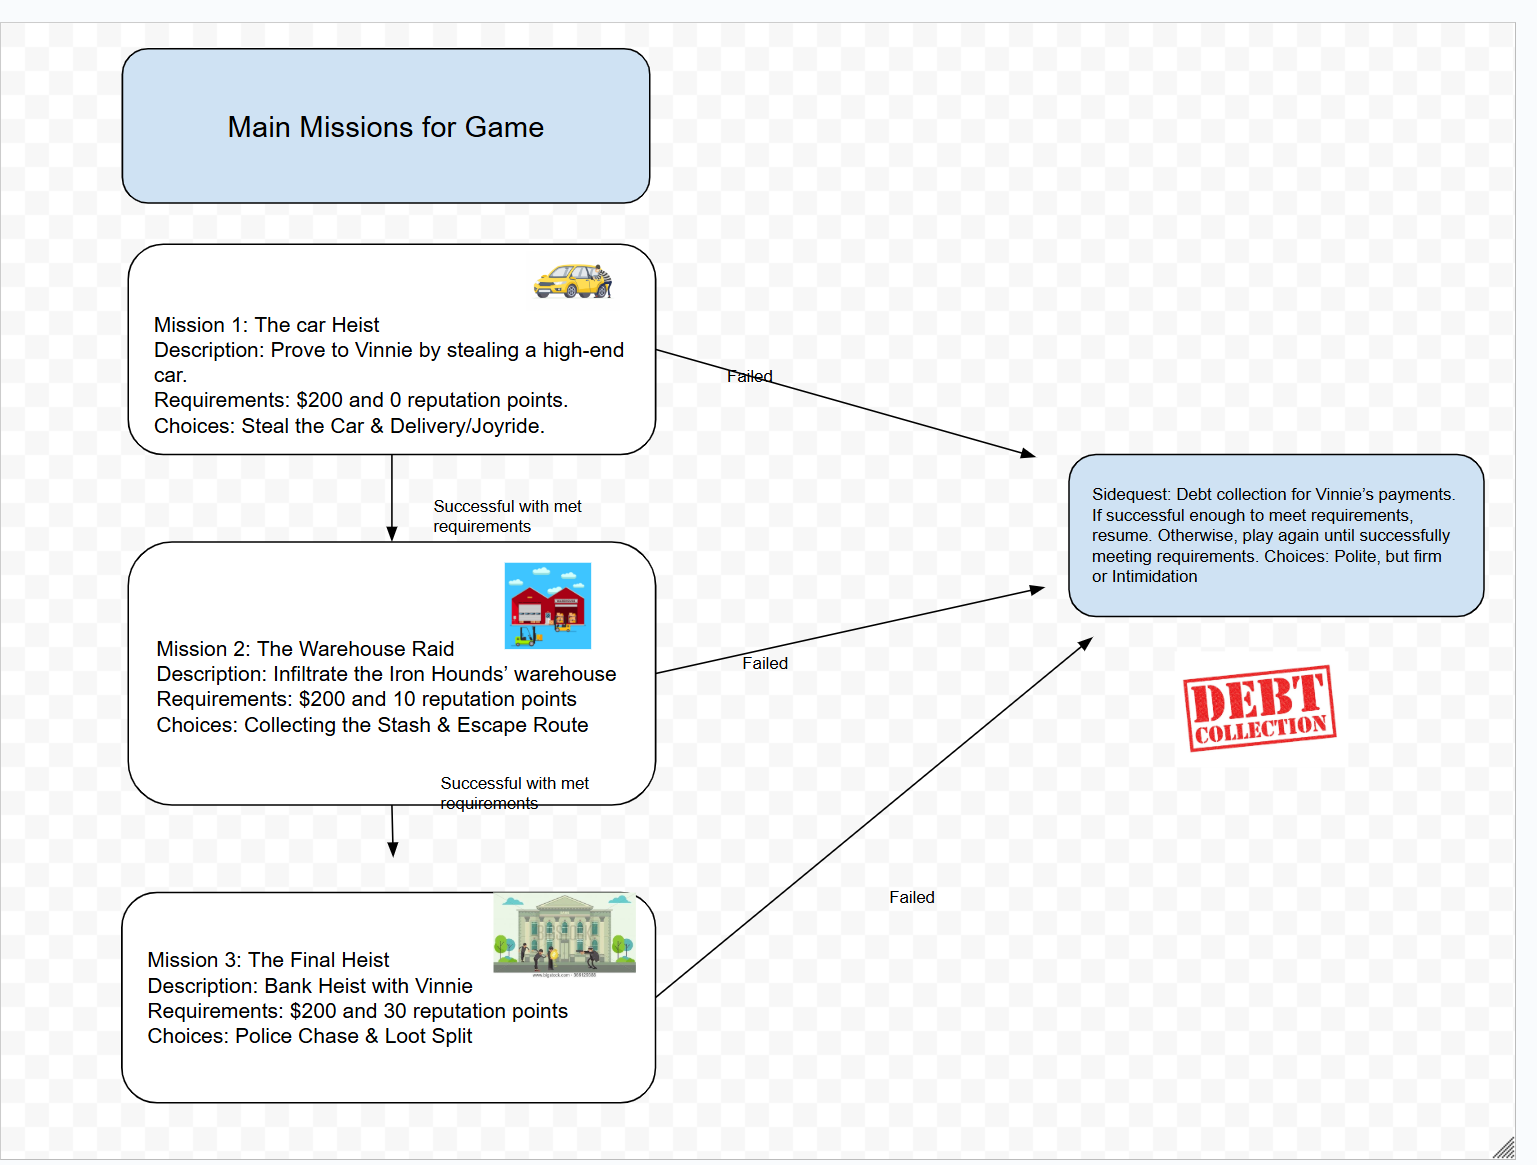 Main Missions for Game
Mission 1: The car Heist
Description: Prove to Vinnie by stealing a high-end
car.
Requirements: $200 and 0 reputation points.
Choices: Steal the Car & Delivery/Joyride.
Failed
Successful with met
requirements
Sidequest: Debt collection for Vinnie’s payments.
If successful enough to meet requirements,
resume. Otherwise, play again until successfully
meeting requirements. Choices: Polite, but firm
or Intimidation
Mission 2: The Warehouse Raid
Description: Infiltrate the Iron Hounds’ warehouse
Requirements: $200 and 10 reputation points
Choices: Collecting the Stash & Escape Route
Failed
DEBT
COLLECTION
Successful with met
requirements
Failed
Mission 3: The Final Heist
Description: Bank Heist with Vinnie
Requirements: $200 and 30 reputation points
Choices: Police Chase & Loot Split